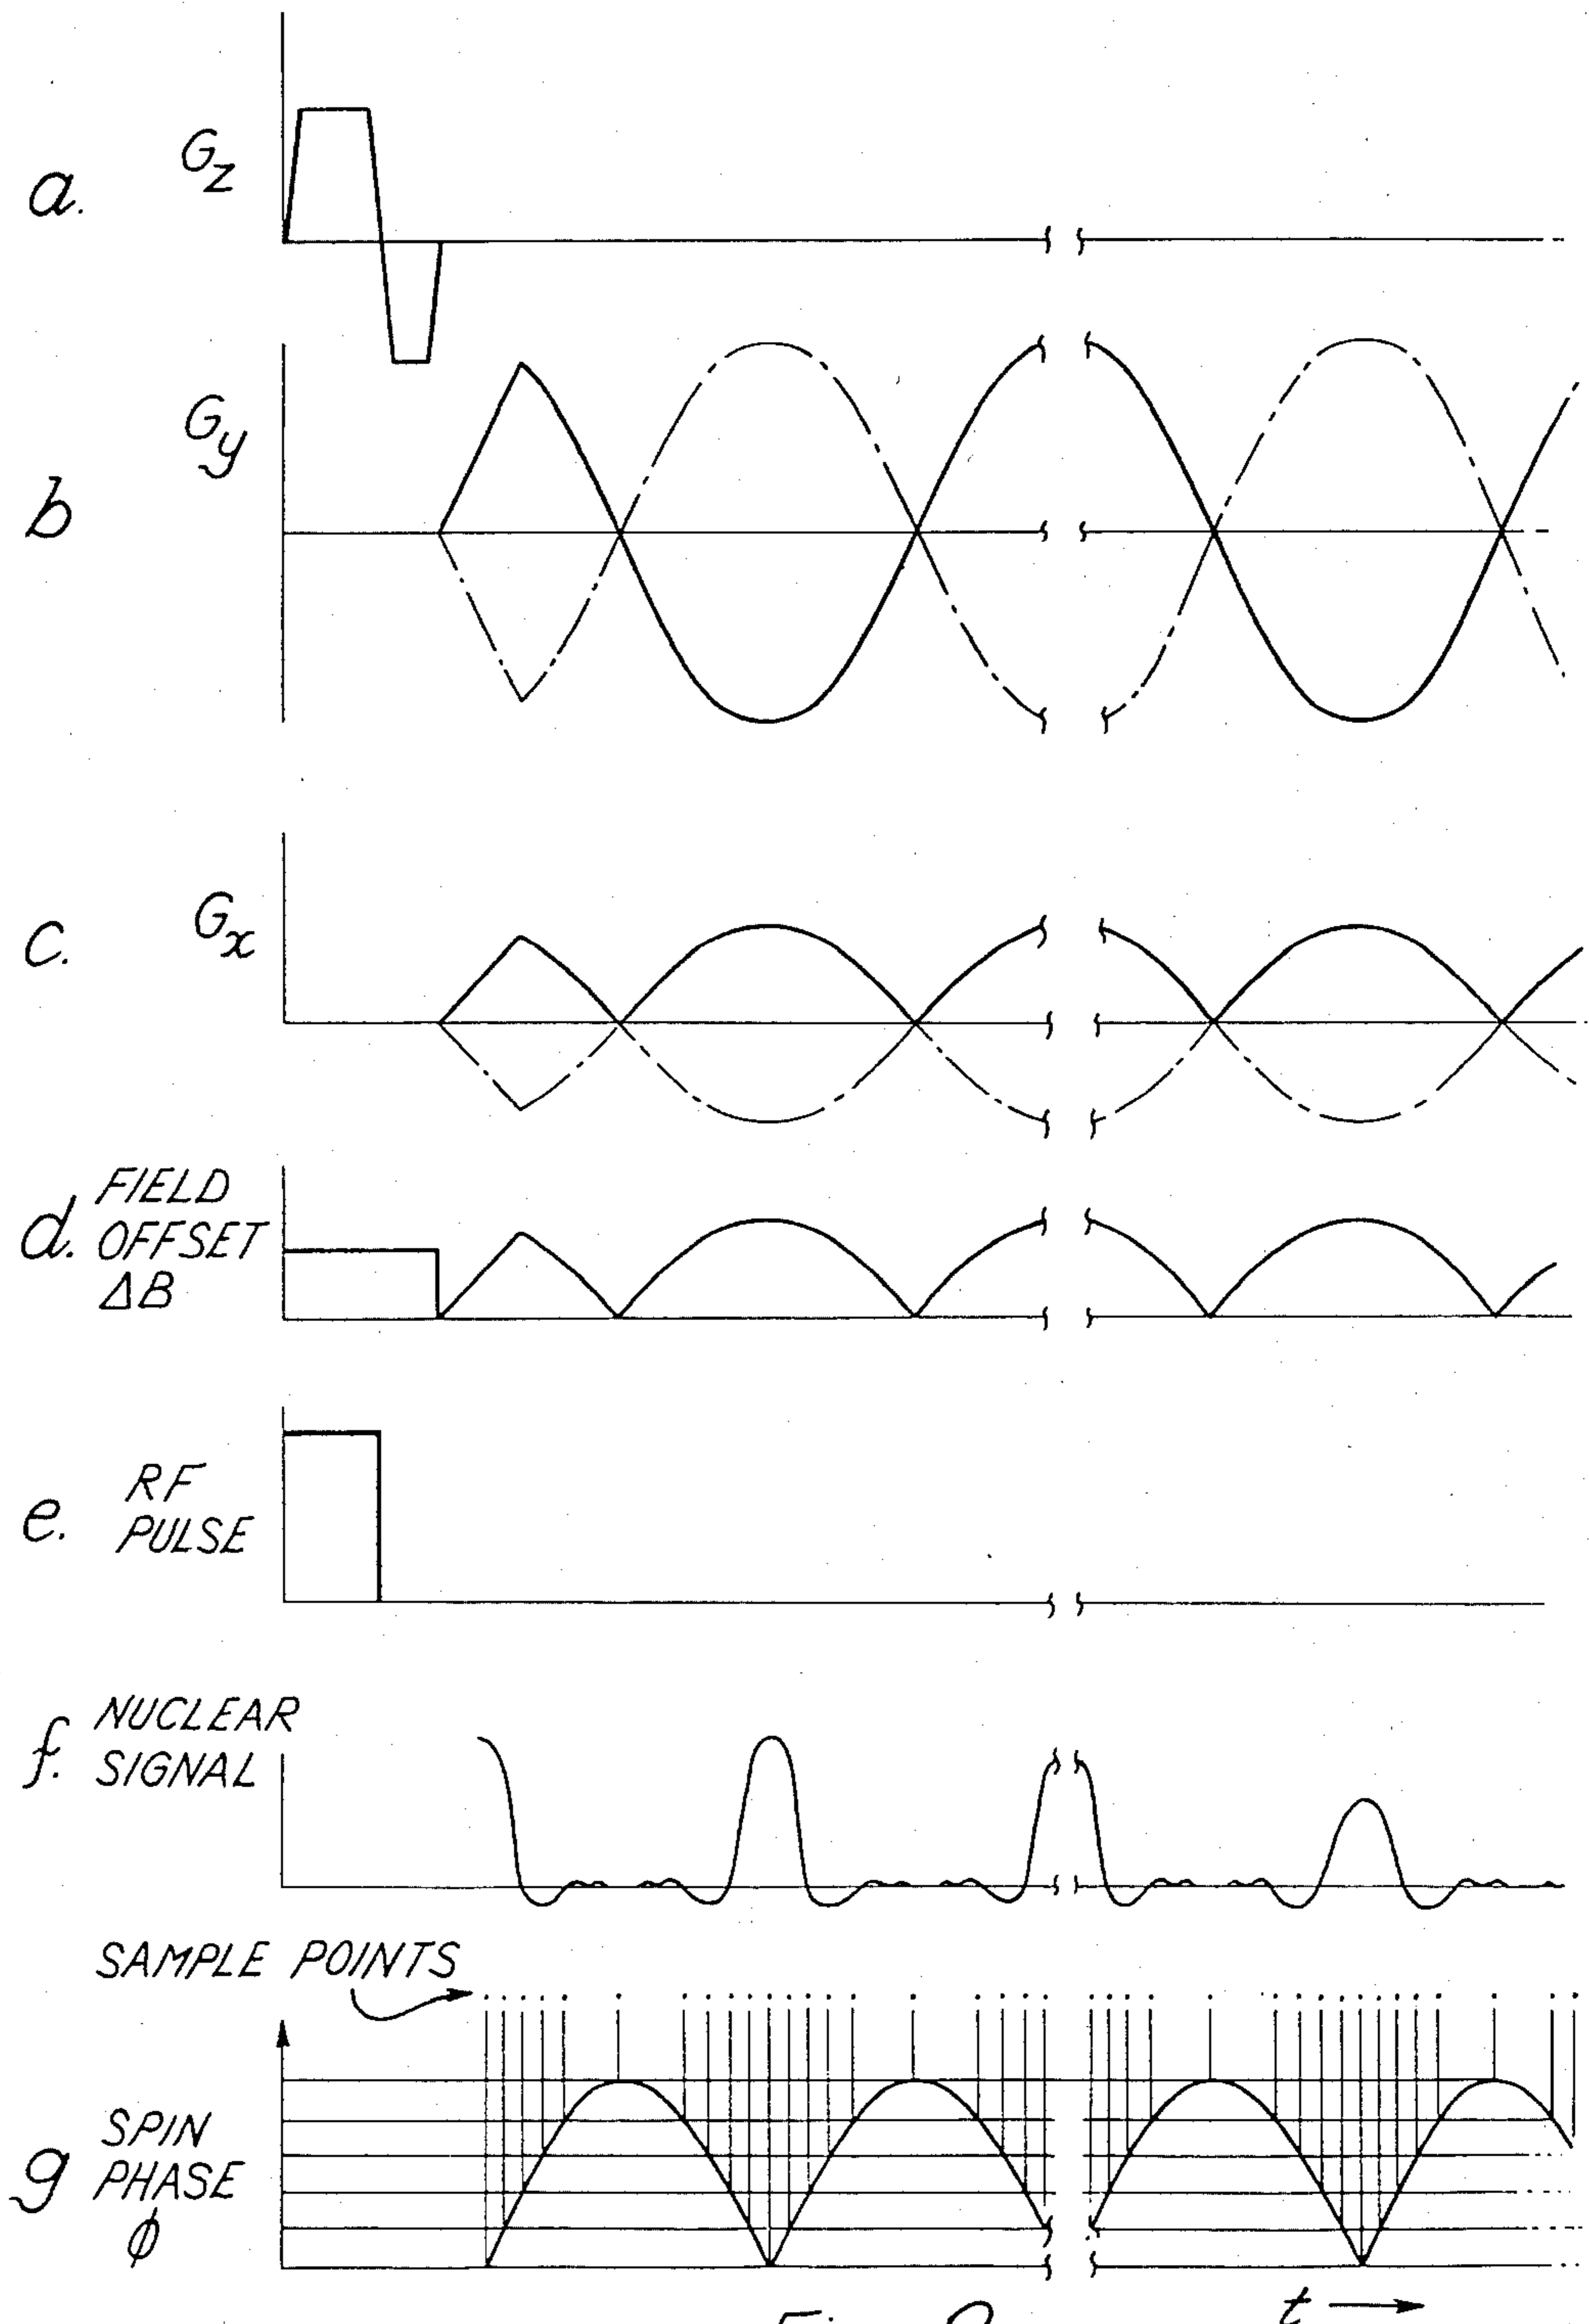 a. Gz
b Gy
c. Gx
d. FIELD
OFFSET
ΔB
e. RF
PULSE
f. NUCLEAR
SIGNAL
SAMPLE POINTS
g SPIN
PHASE
ϕ
t